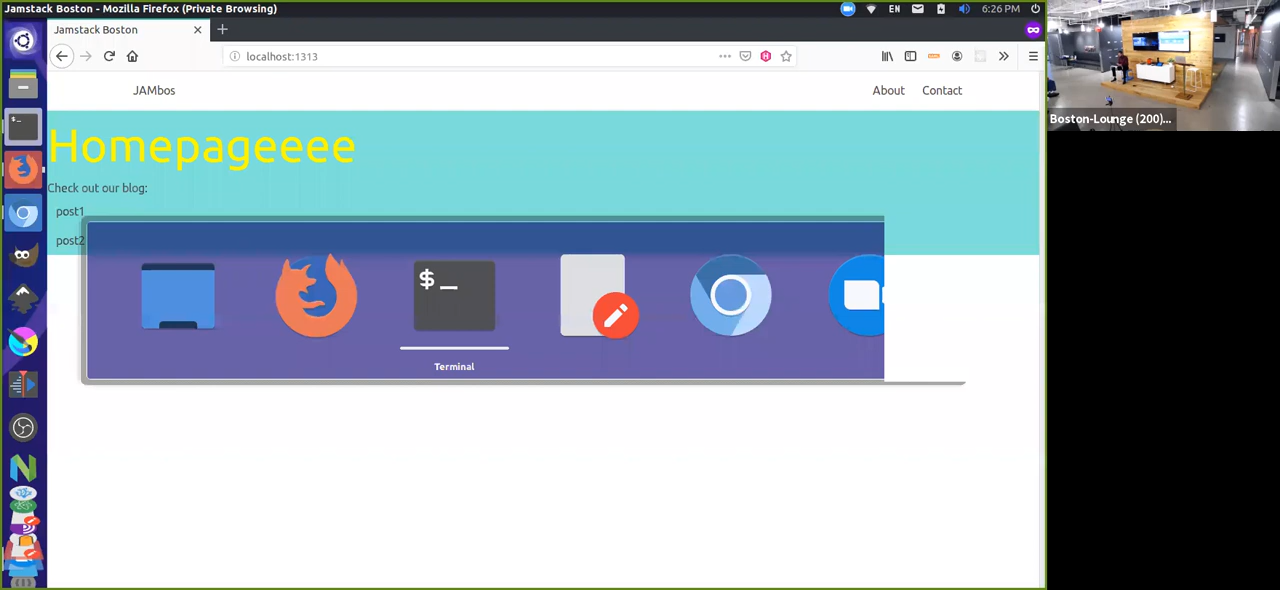 Jamstack Boston - Mozilla Firefox (Private Browsing)
EN
6:26 PM
Jamstack Boston
localhost:1313
JAMbos
About
Contact
Homepageeee
Check out our blog:
post1
post2
$_
Terminal
Boston-Lounge (200)...